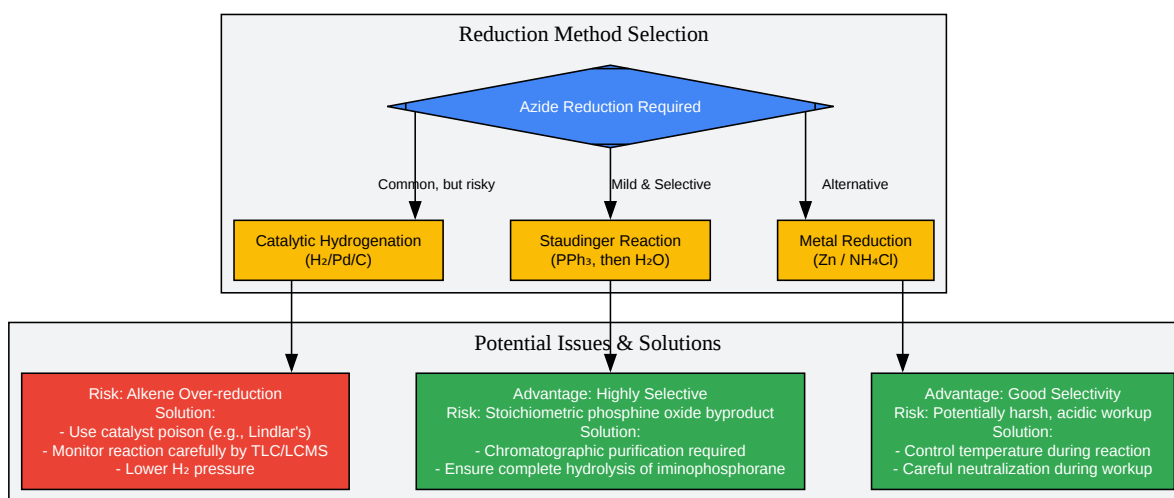 Reduction Method Selection
Azide Reduction Required
Common, but risky
Mild & Selective
Alternative
Catalytic Hydrogenation
(H₂/Pd/C)
Staudinger Reaction
(PPh₃, then H₂O)
Metal Reduction
(Zn / NH₄Cl)
Potential Issues & Solutions
Risk: Alkene Over-reduction
Solution:
- Use catalyst poison (e.g., Lindlar's)
- Monitor reaction carefully by TLC/LCMS
- Lower H₂ pressure
Advantage: Highly Selective
Risk: Stoichiometric phosphine oxide byproduct
Solution:
- Chromatographic purification required
- Ensure complete hydrolysis of iminophosphorane
Advantage: Good Selectivity
Risk: Potentially harsh, acidic workup
Solution:
- Control temperature during reaction
- Careful neutralization during workup